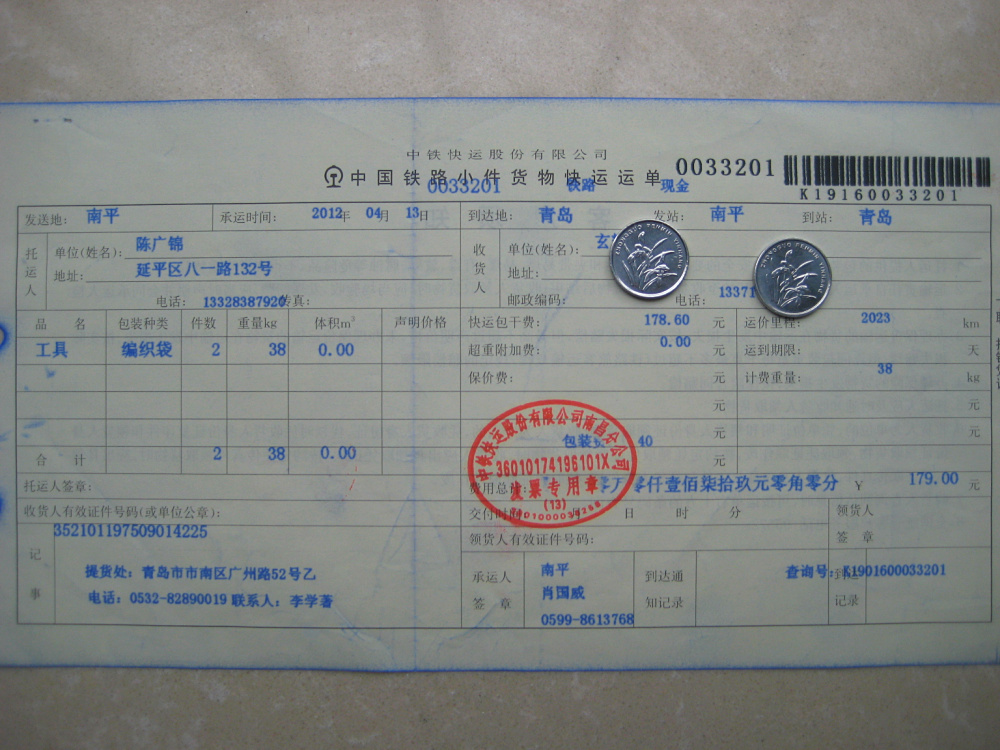 中铁快运股份有限公司
中国铁路小件货物快运运单 0033201
0033201 铁路 现金
K19160033201
发送地: 南平 承运时间: 2012年 04月 13日 到达地: 青岛 发站: 南平 到站: 青岛
托运人 单位(姓名): 陈广锦 收货人 单位(姓名): 玄
地址: 延平区八一路132号 地址:
电话: 13328387920 传真: 邮政编码: 电话: 13371
品名 包装种类 件数 重量kg 体积m³ 声明价格 快运包干费: 178.60 元 运价里程: 2023 km
工具 编织袋 2 38 0.00 超重附加费: 0.00 元 运到期限: 天
保价费: 元 计费重量: 38 kg
元
包装 40 元
合计 2 38 0.00 元
托运人签章: 费用总 零仟壹佰柒拾玖元零角零分 ¥ 179.00 元
收货人有效证件号码(或单位公章): 交付时 日 时 分 领货人签章
352101197509014225 领货人有效证件号码:
记事 提货处: 青岛市市南区广州路52号乙
电话: 0532-82890019 联系人: 李学著
承运人签章 南平
肖国威
0599-8613768
到达通知记录
查询号: K1901600033201
记录
中铁快运股份有限公司南昌分公司
36010174196101X
发票专用章
(13)